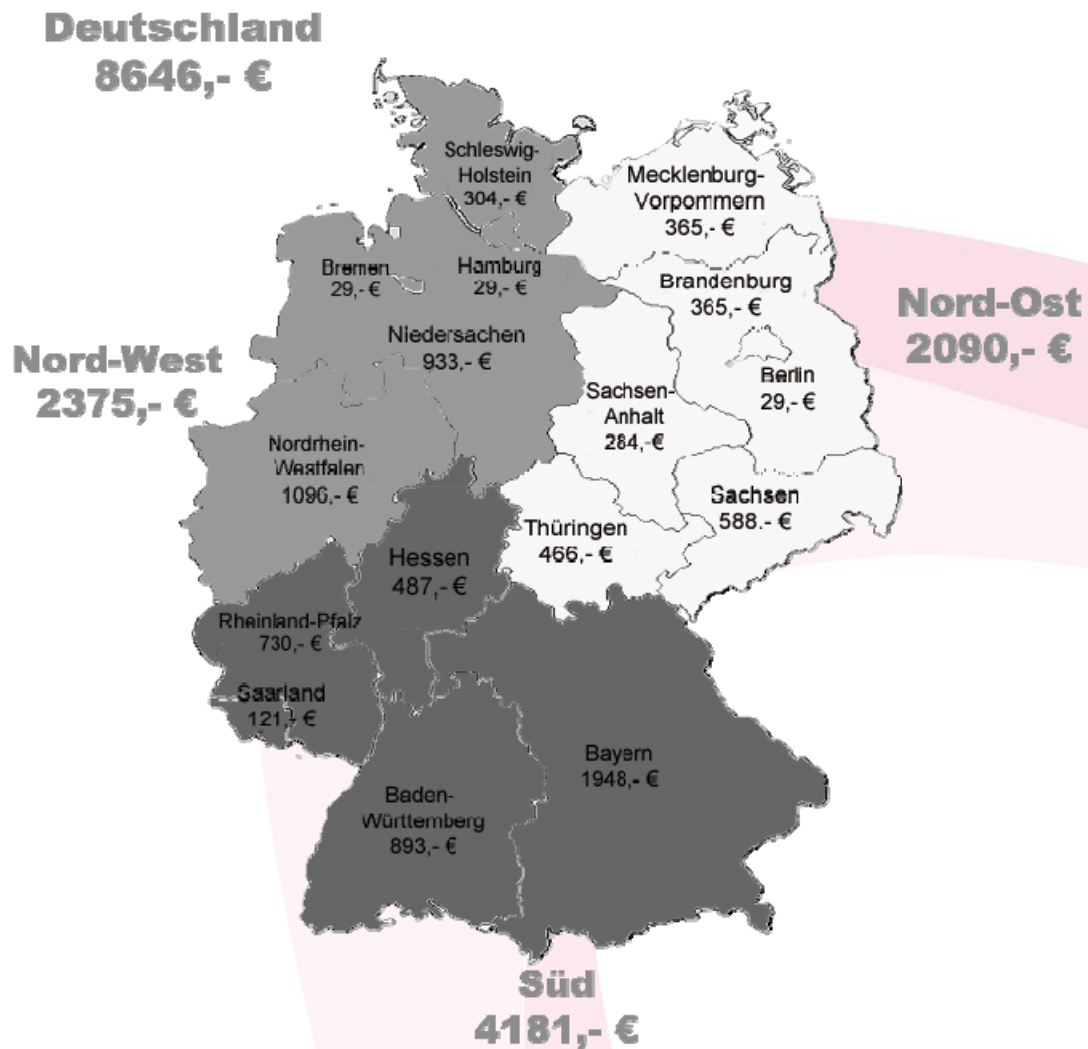 Deutschland
8646,- €
Schleswig-
Holstein
304,- €
Mecklenburg-
Vorpommern
365,- €
Bremen
29,- €
Hamburg
29,- €
Brandenburg
365,- €
Nord-Ost
2090,- €
Niedersachen
933,- €
Nord-West
2375,- €
Berlin
29,- €
Sachsen-
Anhalt
284,-€
Nordrhein-
Westfalen
1096,- €
Sachsen
588.- €
Thüringen
466,- €
Hessen
487,- €
Rheinland-Pfalz
730,- €
Saarland
121,- €
Bayern
1948,- €
Baden-
Württemberg
893,- €
Süd
4181,- €